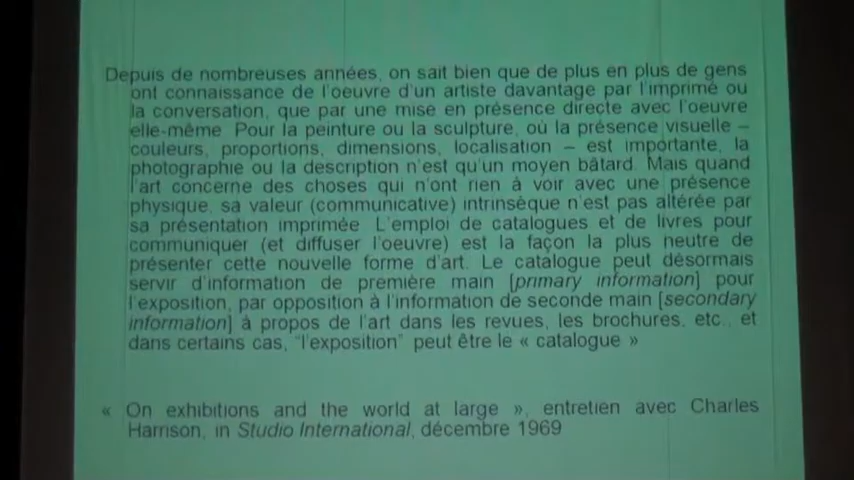 Depuis de nombreuses années, on sait bien que de plus en plus de gens
ont connaissance de l'oeuvre d'un artiste davantage par l'imprimé ou
la conversation, que par une mise en présence directe avec l'oeuvre
elle-même. Pour la peinture ou la sculpture, où la présence visuelle –
couleurs, proportions, dimensions, localisation – est importante, la
photographie ou la description n'est qu'un moyen bâtard. Mais quand
l'art concerne des choses qui n'ont rien à voir avec une présence
physique, sa valeur (communicative) intrinsèque n'est pas altérée par
sa présentation imprimée. L'emploi de catalogues et de livres pour
communiquer (et diffuser l'oeuvre) est la façon la plus neutre de
présenter cette nouvelle forme d'art. Le catalogue peut désormais
servir d'information de première main [primary information] pour
l'exposition, par opposition à l'information de seconde main [secondary
information] à propos de l'art dans les revues, les brochures, etc., et
dans certains cas, "l'exposition" peut être le « catalogue »
« On exhibitions and the world at large », entretien avec Charles
Harrison, in Studio International, décembre 1969